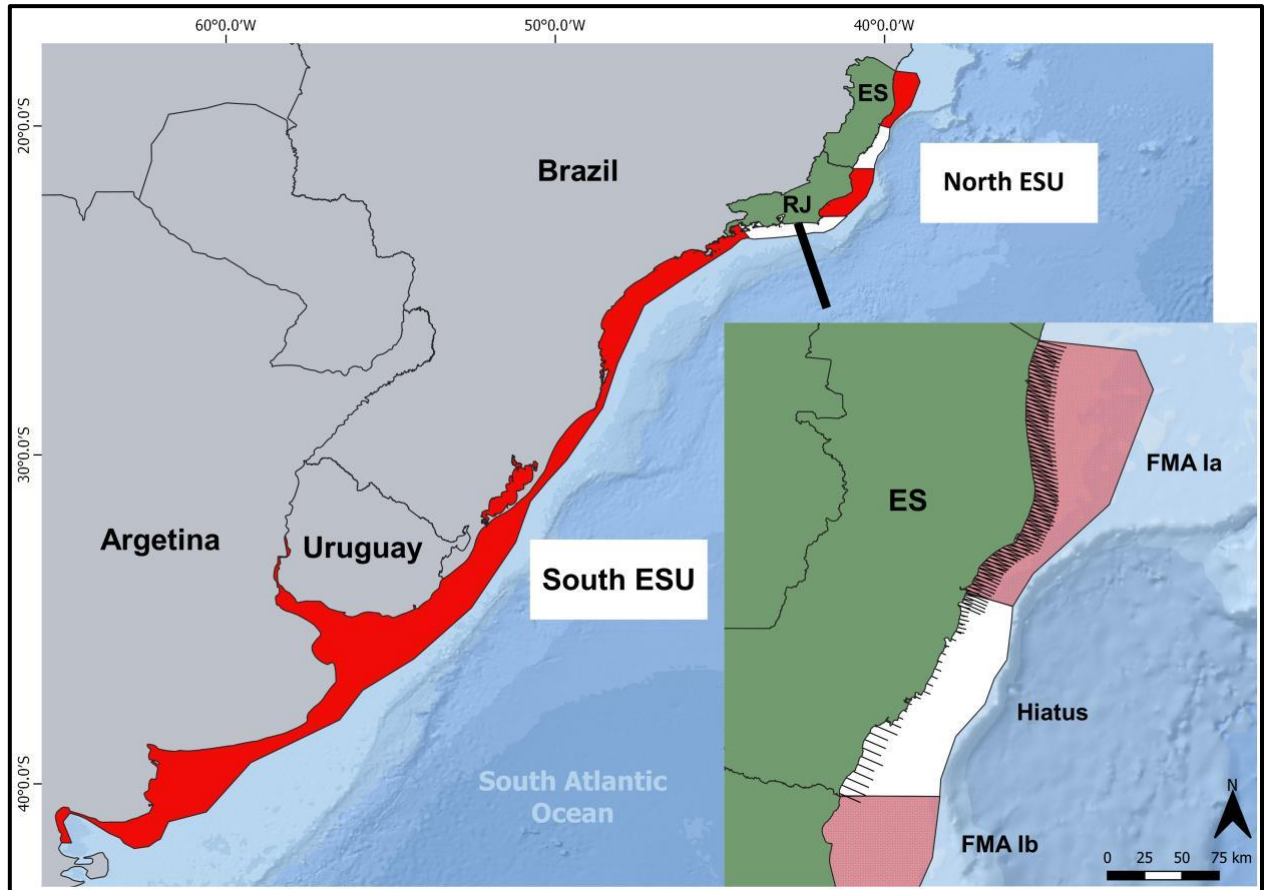 60°0.0'W
50°0.0'W
40°0.0'W
20°0.0'S
30°0.0'S
40°0.0'S
ES
Brazil
North ESU
RJ
Argetina
Uruguay
South ESU
South Atlantic
Ocean
ES
FMA Ia
Hiatus
FMA Ib
N
0 25 50 75 km